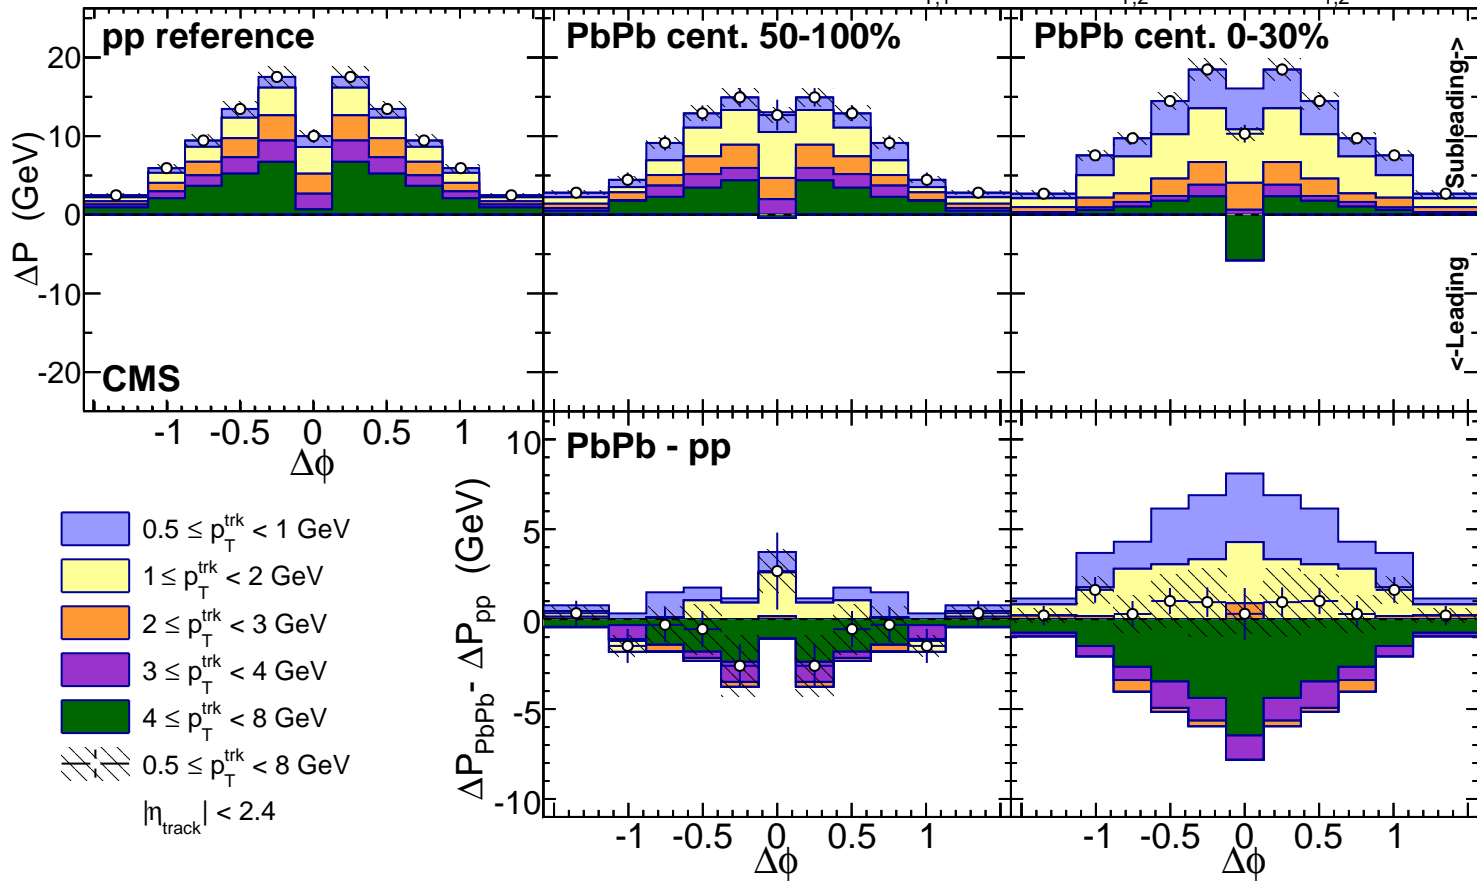 pp reference
PbPb cent. 50-100%
PbPb cent. 0-30%
20
10
0
-10
-20
ΔP (GeV)
Subleading->
<-Leading
CMS
-1 -0.5 0 0.5 1
Δϕ
PbPb - pp
10
5
0
-5
-10
ΔP_PbPb - ΔP_pp (GeV)
0.5 ≤ p_T^trk < 1 GeV
1 ≤ p_T^trk < 2 GeV
2 ≤ p_T^trk < 3 GeV
3 ≤ p_T^trk < 4 GeV
4 ≤ p_T^trk < 8 GeV
0.5 ≤ p_T^trk < 8 GeV
|η_track| < 2.4
-1 -0.5 0 0.5 1
Δϕ
-1 -0.5 0 0.5 1
Δϕ